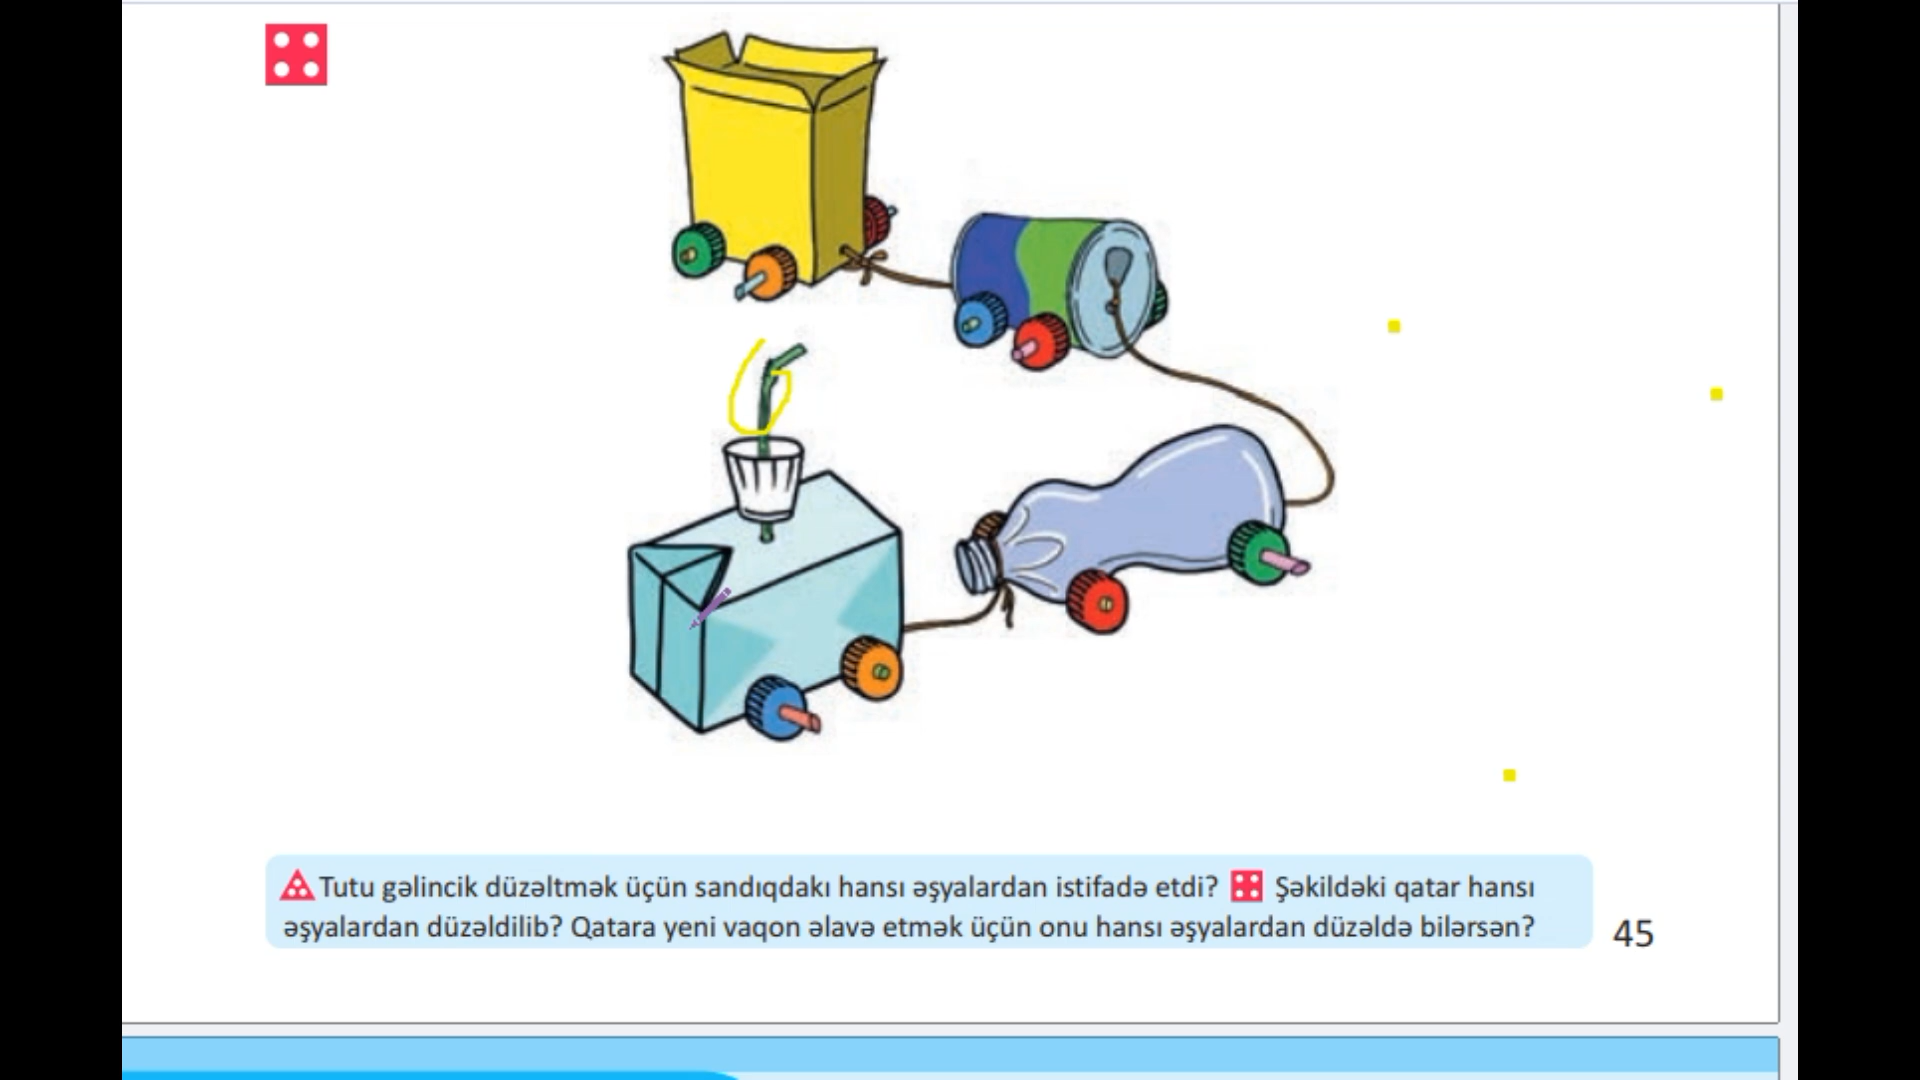 Tutu gəlincik düzəltmək üçün sandıqdakı hansı əşyalardan istifadə etdi? Şəkildəki qatar hansı
əşyalardan düzəldilib? Qatara yeni vaqon əlavə etmək üçün onu hansı əşyalardan düzəldə bilərsən?
45